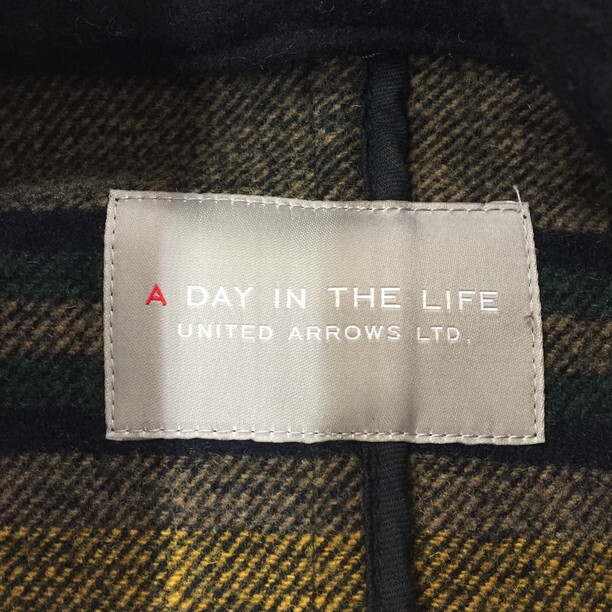 A DAY IN THE LIFE
UNITED ARROWS LTD.